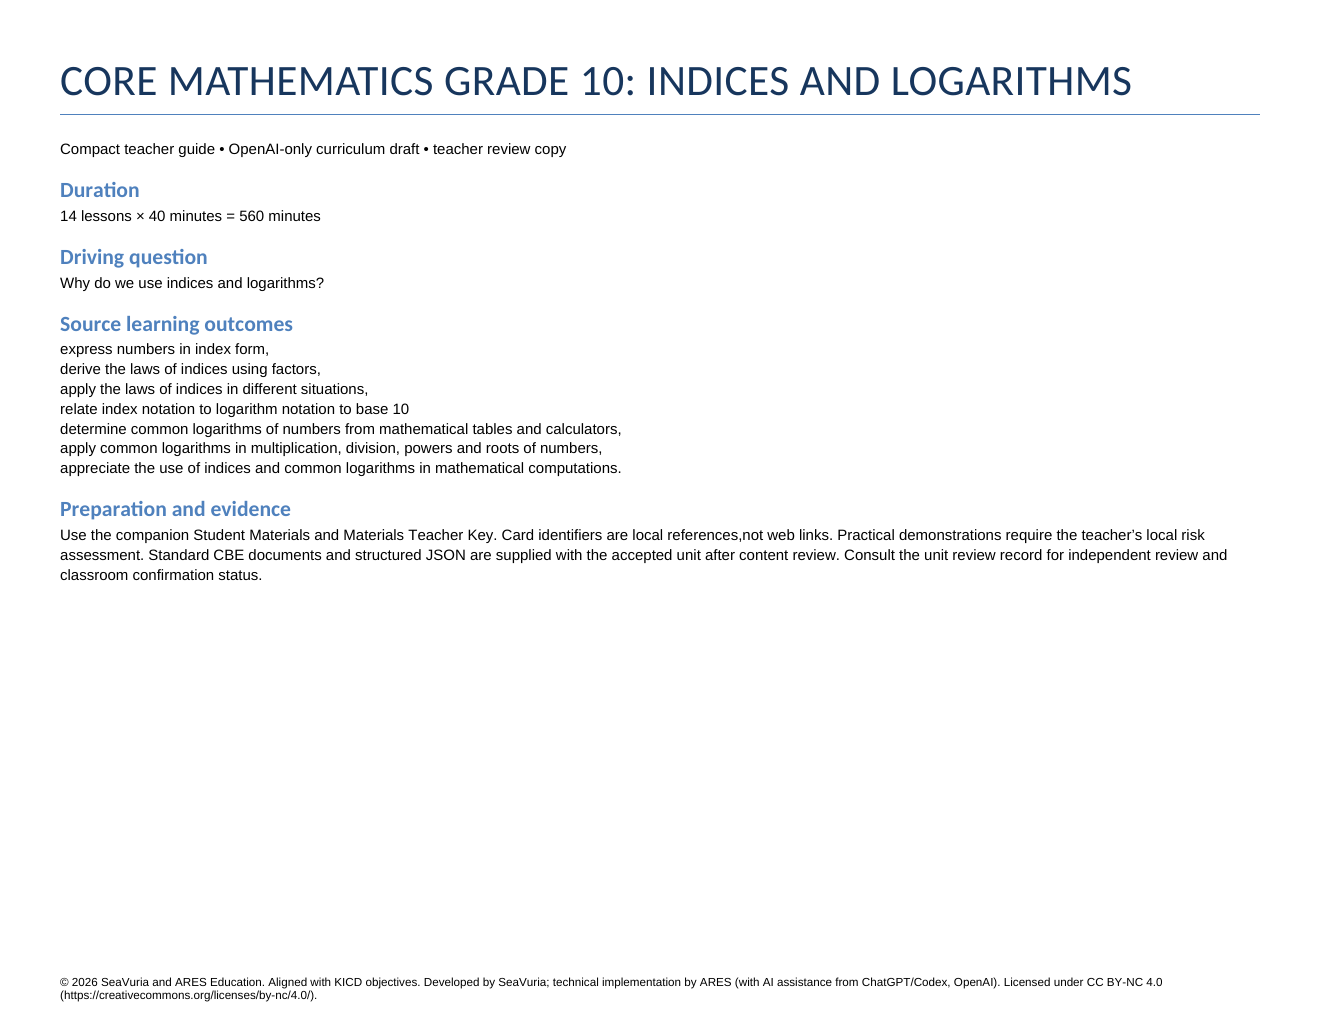 CORE MATHEMATICS GRADE 10: INDICES AND LOGARITHMS
Compact teacher guide • OpenAI-only curriculum draft • teacher review copy
Duration
14 lessons × 40 minutes = 560 minutes
Driving question
Why do we use indices and logarithms?
Source learning outcomes
express numbers in index form,
derive the laws of indices using factors,
apply the laws of indices in different situations,
relate index notation to logarithm notation to base 10
determine common logarithms of numbers from mathematical tables and calculators,
apply common logarithms in multiplication, division, powers and roots of numbers,
appreciate the use of indices and common logarithms in mathematical computations.
Preparation and evidence
Use the companion Student Materials and Materials Teacher Key. Card identifiers are local references,not web links. Practical demonstrations require the teacher’s local risk
assessment. Standard CBE documents and structured JSON are supplied with the accepted unit after content review. Consult the unit review record for independent review and
classroom confirmation status.
© 2026 SeaVuria and ARES Education. Aligned with KICD objectives. Developed by SeaVuria; technical implementation by ARES (with AI assistance from ChatGPT/Codex, OpenAI). Licensed under CC BY-NC 4.0
(https://creativecommons.org/licenses/by-nc/4.0/).